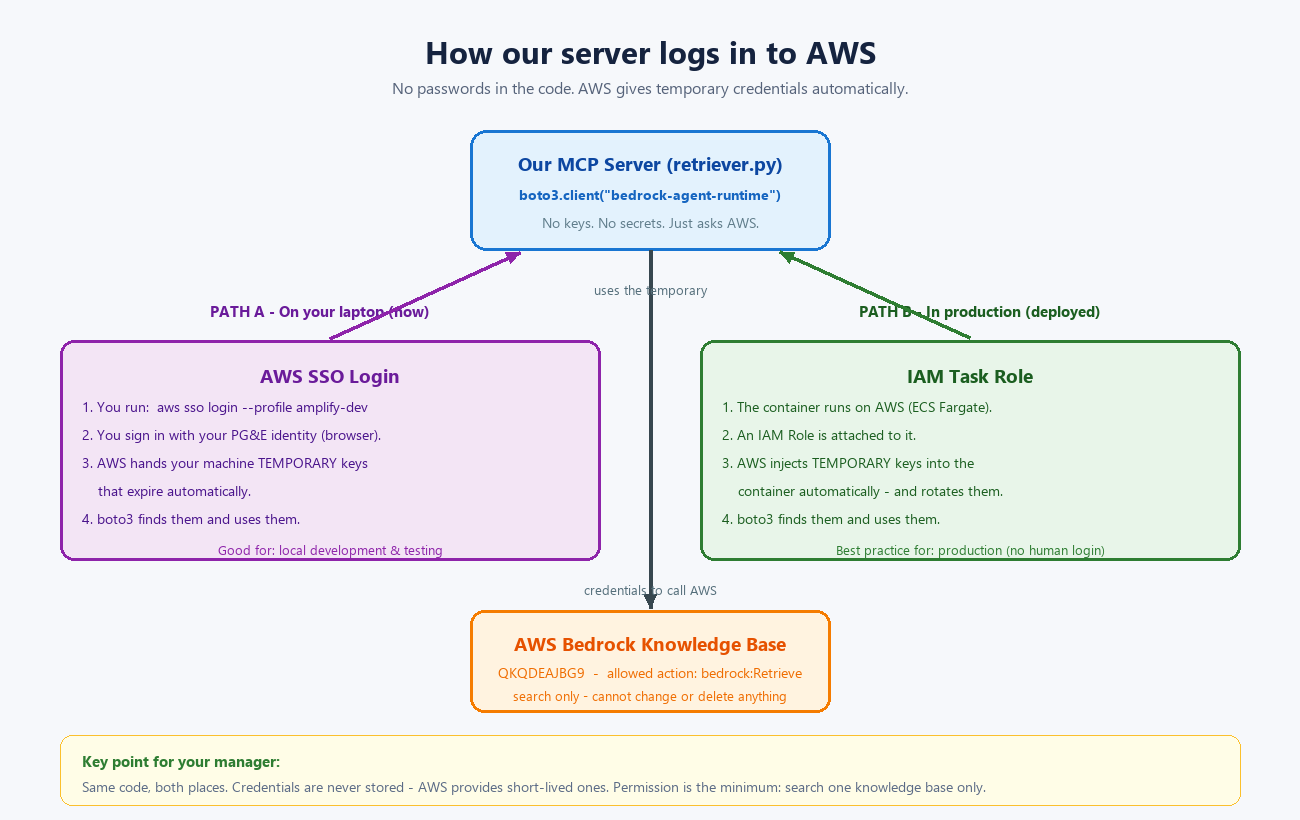 How our server logs in to AWS
No passwords in the code. AWS gives temporary credentials automatically.
Our MCP Server (retriever.py)
boto3.client("bedrock-agent-runtime")
No keys. No secrets. Just asks AWS.
uses the temporary
PATH A - On your laptop (now)
PATH B - In production (deployed)
AWS SSO Login
1. You run:  aws sso login --profile amplify-dev
2. You sign in with your PG&E identity (browser).
3. AWS hands your machine TEMPORARY keys
that expire automatically.
4. boto3 finds them and uses them.
Good for: local development & testing
IAM Task Role
1. The container runs on AWS (ECS Fargate).
2. An IAM Role is attached to it.
3. AWS injects TEMPORARY keys into the
container automatically - and rotates them.
4. boto3 finds them and uses them.
Best practice for: production (no human login)
credentials to call AWS
AWS Bedrock Knowledge Base
QKQDEAJBG9  -  allowed action: bedrock:Retrieve
search only - cannot change or delete anything
Key point for your manager:
Same code, both places. Credentials are never stored - AWS provides short-lived ones. Permission is the minimum: search one knowledge base only.